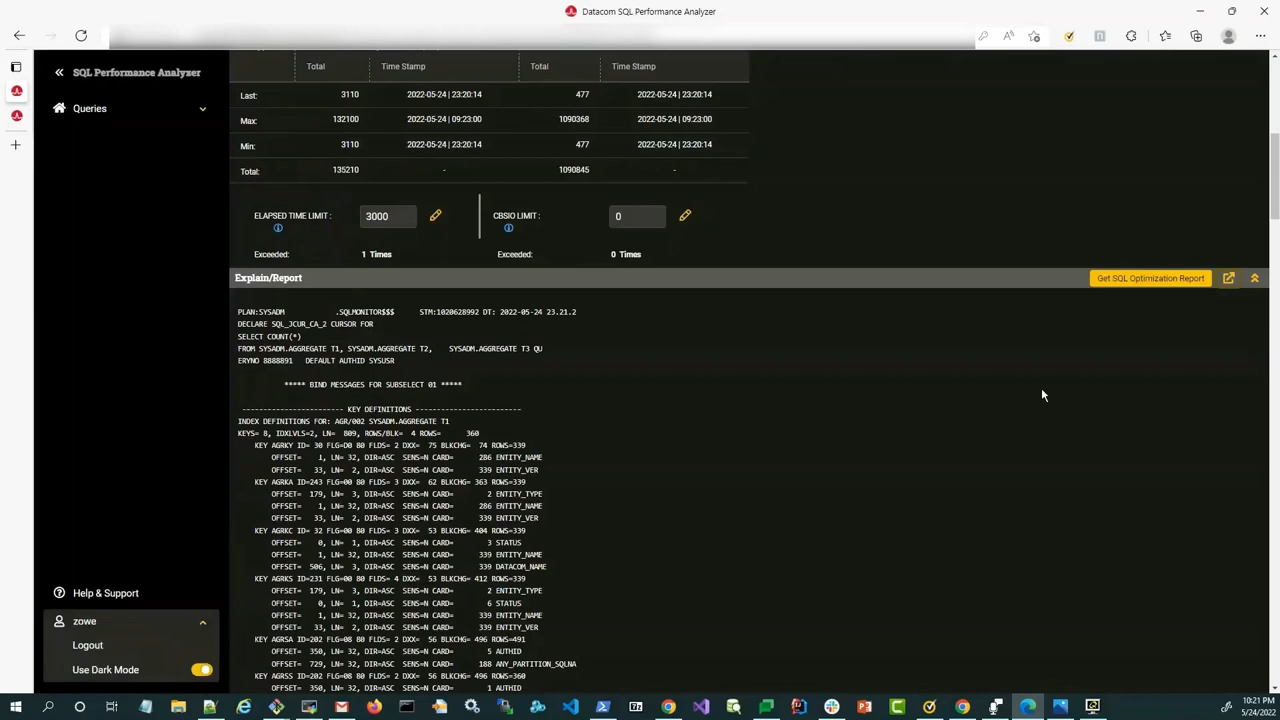 Datacom SQL Performance Analyzer
SQL Performance Analyzer
Queries
Total Time Stamp Total Time Stamp
Last: 3110 2022-05-24 | 23:20:14 477 2022-05-24 | 23:20:14
Max: 132100 2022-05-24 | 09:23:00 1090368 2022-05-24 | 09:23:00
Min: 3110 2022-05-24 | 23:20:14 477 2022-05-24 | 23:20:14
Total: 135210 - 1090845 -
ELAPSED TIME LIMIT : 3000 CBSIO LIMIT : 0
Exceeded: 1 Times Exceeded: 0 Times
Explain/Report Get SQL Optimization Report
PLAN:SYSADM .SQLMONITOR$$$ STM:1020628992 DT: 2022-05-24 23.21.2
DECLARE SQL_JCUR_CA_2 CURSOR FOR
SELECT COUNT(*)
FROM SYSADM.AGGREGATE T1, SYSADM.AGGREGATE T2, SYSADM.AGGREGATE T3 QU
ERYNO 8888891 DEFAULT AUTHID SYSUSR
***** BIND MESSAGES FOR SUBSELECT 01 *****
------------------------ KEY DEFINITIONS -------------------------
INDEX DEFINITIONS FOR: AGR/002 SYSADM.AGGREGATE T1
KEYS= 8, IDXLVLS=2, LN= 809, ROWS/BLK= 4 ROWS= 360
KEY AGRKY ID= 30 FLG=D0 80 FLDS= 2 DXX= 75 BLKCHG= 74 ROWS=339
OFFSET= 1, LN= 32, DIR=ASC SENS=N CARD= 286 ENTITY_NAME
OFFSET= 33, LN= 2, DIR=ASC SENS=N CARD= 339 ENTITY_VER
KEY AGRKA ID=243 FLG=00 80 FLDS= 3 DXX= 62 BLKCHG= 363 ROWS=339
OFFSET= 179, LN= 3, DIR=ASC SENS=N CARD= 2 ENTITY_TYPE
OFFSET= 1, LN= 32, DIR=ASC SENS=N CARD= 286 ENTITY_NAME
OFFSET= 33, LN= 2, DIR=ASC SENS=N CARD= 339 ENTITY_VER
KEY AGRKC ID= 32 FLG=00 80 FLDS= 3 DXX= 53 BLKCHG= 404 ROWS=339
OFFSET= 0, LN= 1, DIR=ASC SENS=N CARD= 3 STATUS
OFFSET= 1, LN= 32, DIR=ASC SENS=N CARD= 339 ENTITY_NAME
OFFSET= 506, LN= 3, DIR=ASC SENS=N CARD= 339 DATACOM_NAME
KEY AGRKS ID=231 FLG=00 80 FLDS= 4 DXX= 53 BLKCHG= 412 ROWS=339
OFFSET= 179, LN= 3, DIR=ASC SENS=N CARD= 2 ENTITY_TYPE
OFFSET= 0, LN= 1, DIR=ASC SENS=N CARD= 6 STATUS
OFFSET= 1, LN= 32, DIR=ASC SENS=N CARD= 339 ENTITY_NAME
OFFSET= 33, LN= 2, DIR=ASC SENS=N CARD= 339 ENTITY_VER
KEY AGRSA ID=202 FLG=08 80 FLDS= 2 DXX= 56 BLKCHG= 496 ROWS=491
OFFSET= 350, LN= 1, DIR=ASC SENS=N CARD= 5 AUTHID
OFFSET= 729, LN= 32, DIR=ASC SENS=N CARD= 188 ANY_PARTITION_SQLNA
KEY AGRSS ID=202 FLG=08 80 FLDS= 2 DXX= 56 BLKCHG= 496 ROWS=360
OFFSET= 350, LN= 1, DIR=ASC SENS=N CARD= 1 AUTHID
Help & Support
zowe
Logout
Use Dark Mode
10:21 PM
5/24/2022